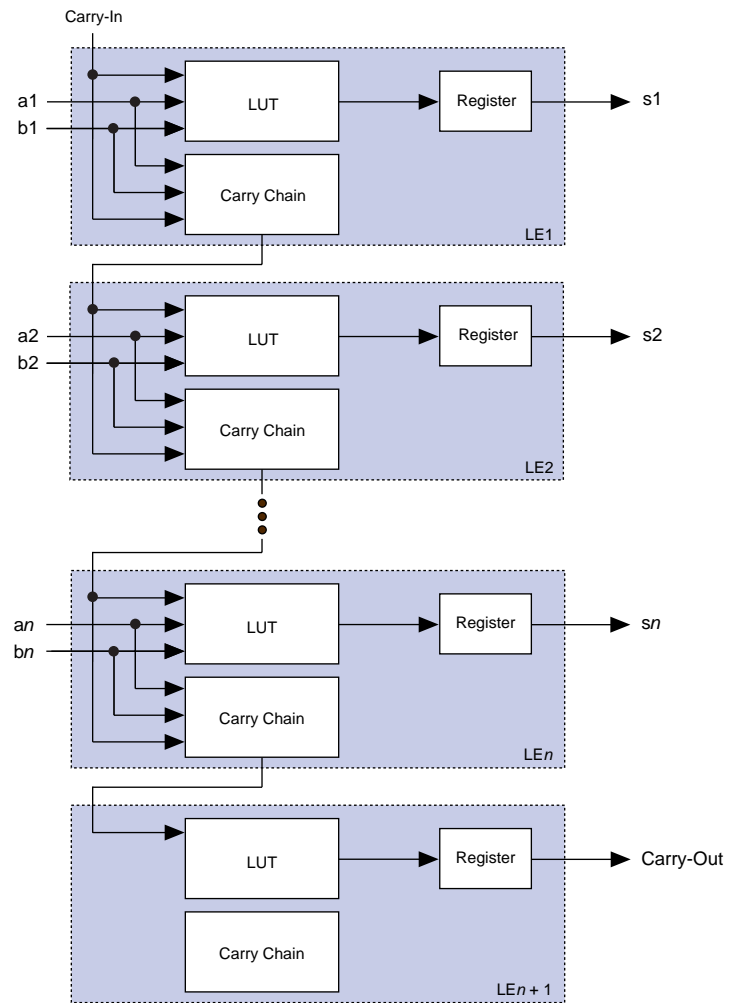 Carry-In
a1
b1
LUT
Register
s1
Carry Chain
LE1
a2
b2
LUT
Register
s2
Carry Chain
LE2
an
bn
LUT
Register
sn
Carry Chain
LEn
LUT
Register
Carry-Out
Carry Chain
LEn + 1